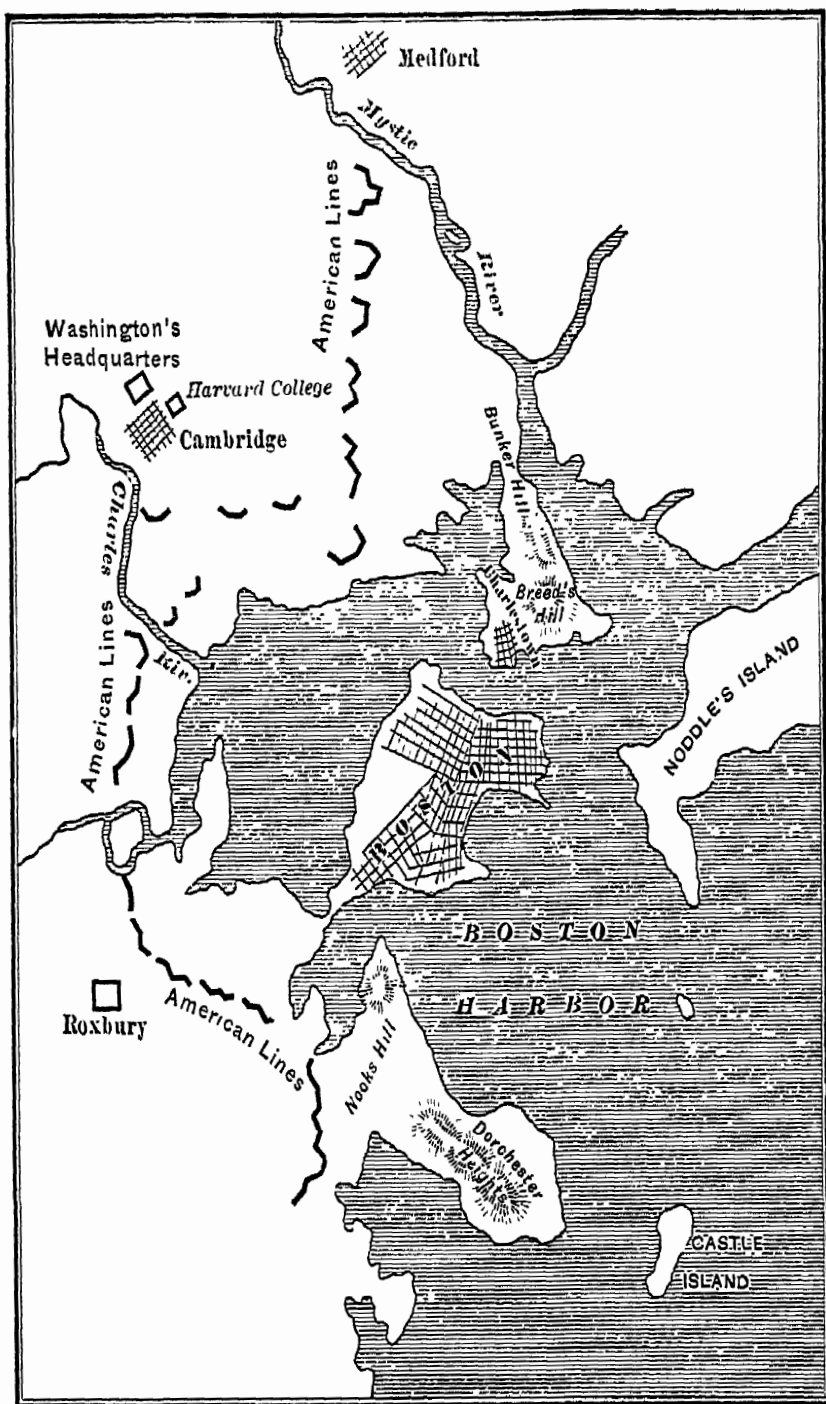 Medford
Mystic
River
American Lines
Washington's
Headquarters
Harvard College
Cambridge
Charles
Riv.
Bunker Hill
Charlestown
Breed's
Hill
American Lines
NODDLE'S ISLAND
BOSTON
BOSTON
HARBOR
Roxbury
American Lines
Nooks Hill
Dorchester
Heights
CASTLE
ISLAND